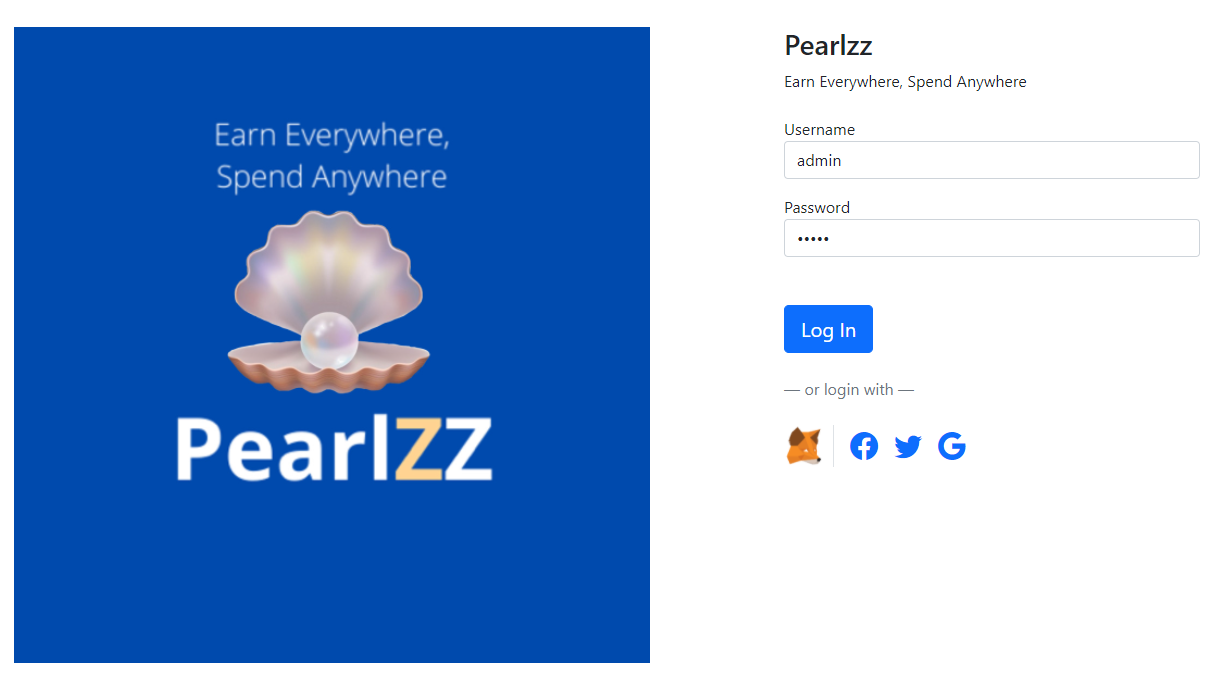 Earn Everywhere,
Spend Anywhere
PearlZZ
Pearlzz
Earn Everywhere, Spend Anywhere
Username
admin
Password
•••••
Log In
— or login with —